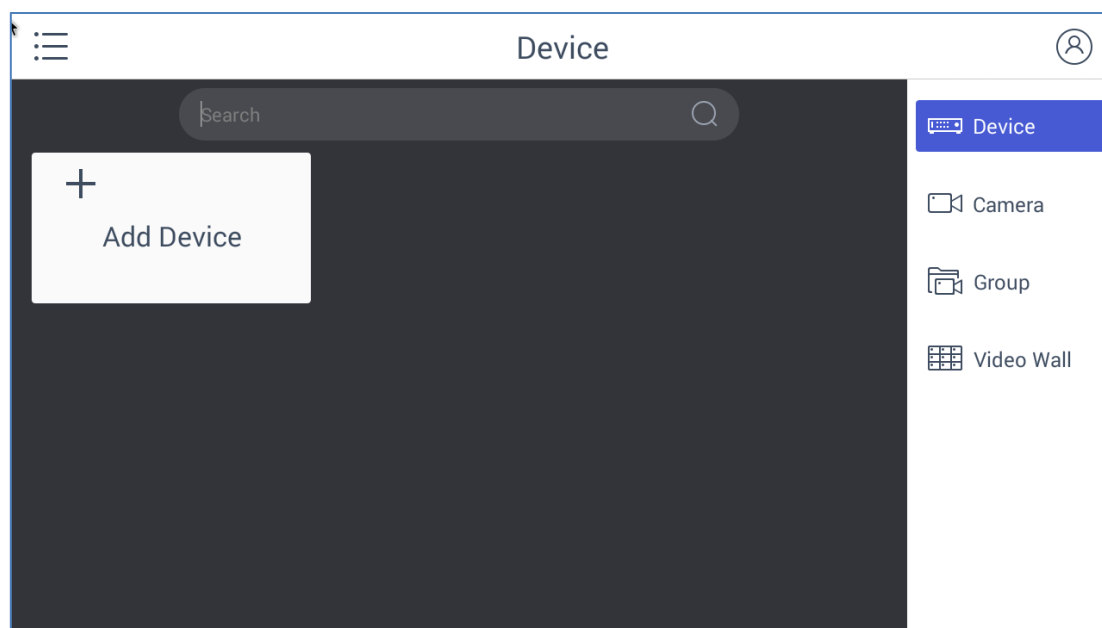 Device
Search
Add Device
Device
Camera
Group
Video Wall